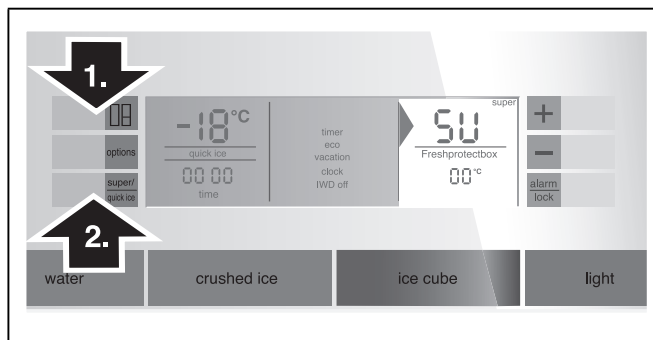 1.
-18°C
quick ice
00 00
time
timer
eco
vacation
clock
IWD off
super
SU
Freshprotectbox
00°C
+
-
options
super/
quick ice
alarm
lock
2.
water
crushed ice
ice cube
light